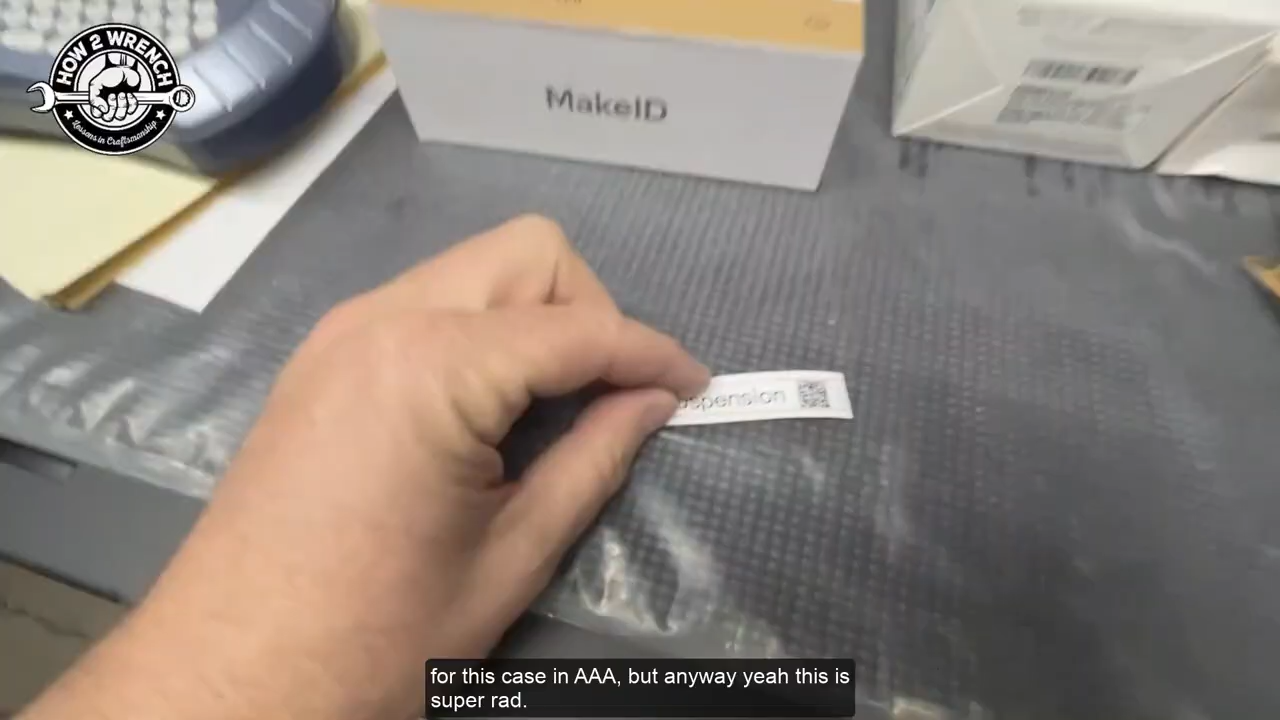 HOW 2 WRENCH
Lessons in Craftsmanship
MakeID
spension
for this case in AAA, but anyway yeah this is
super rad.